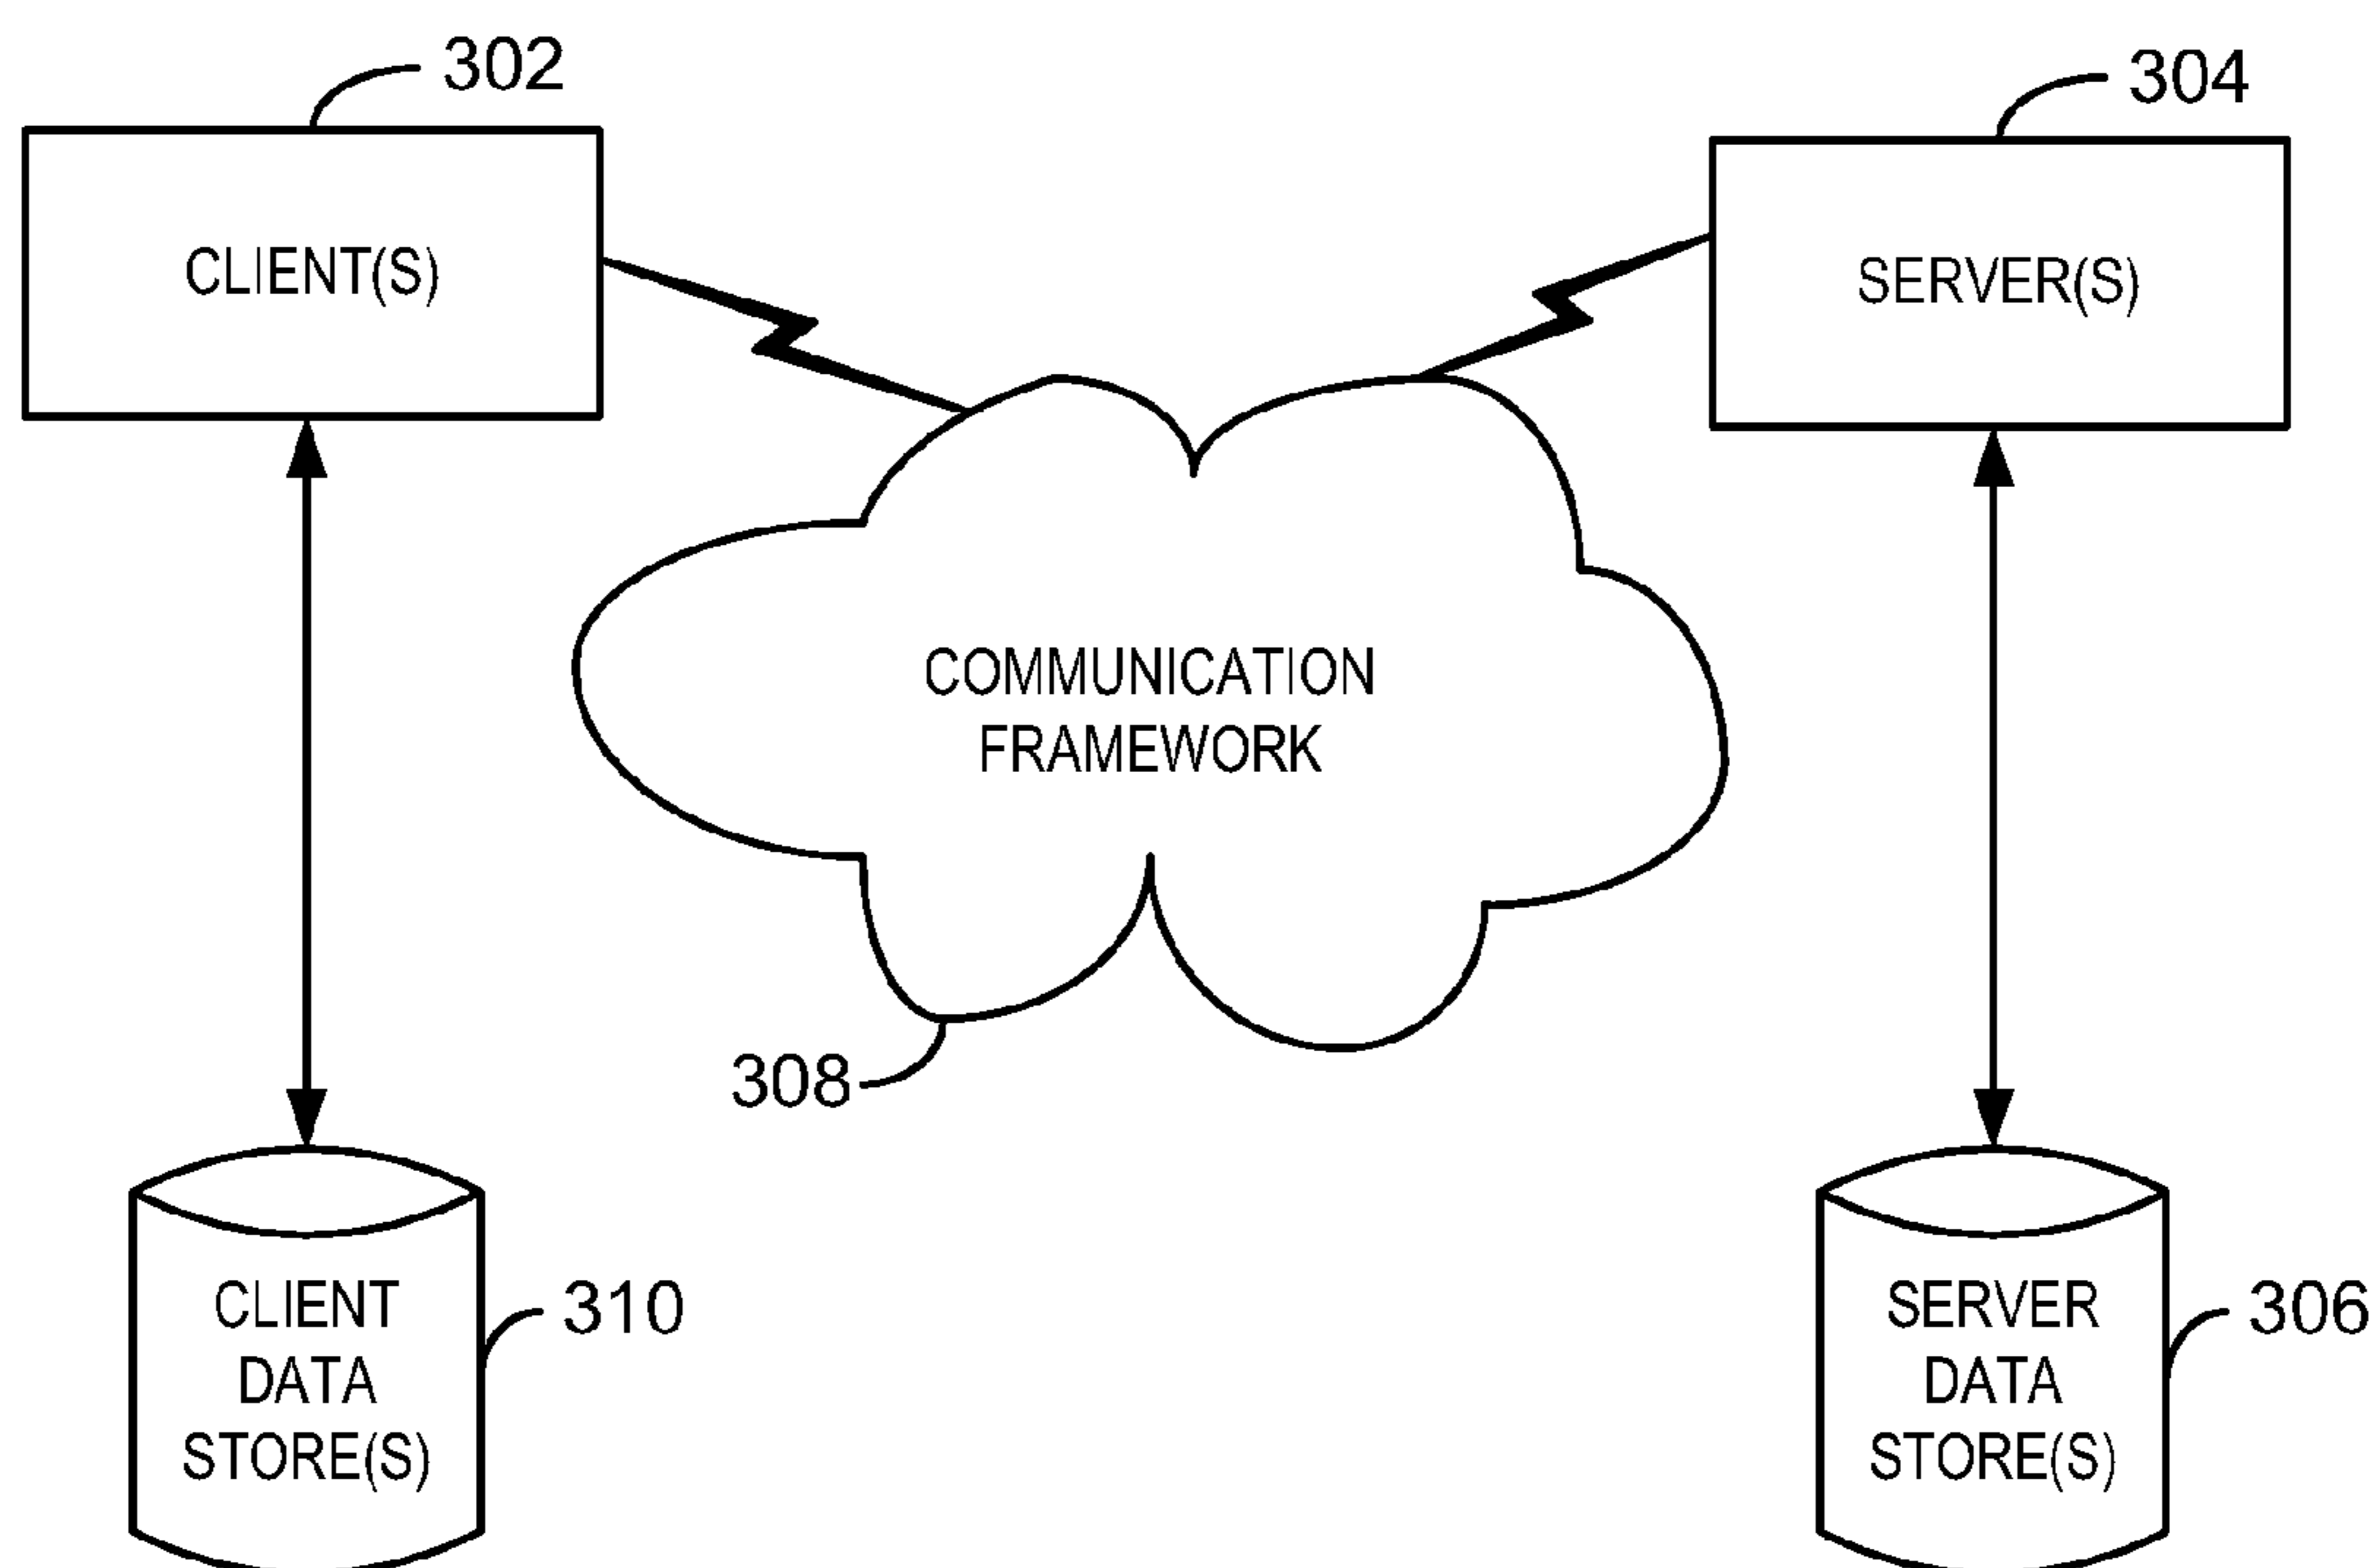 302
304
CLIENT(S)
SERVER(S)
COMMUNICATION
FRAMEWORK
308
CLIENT
DATA
STORE(S)
310
SERVER
DATA
STORE(S)
306